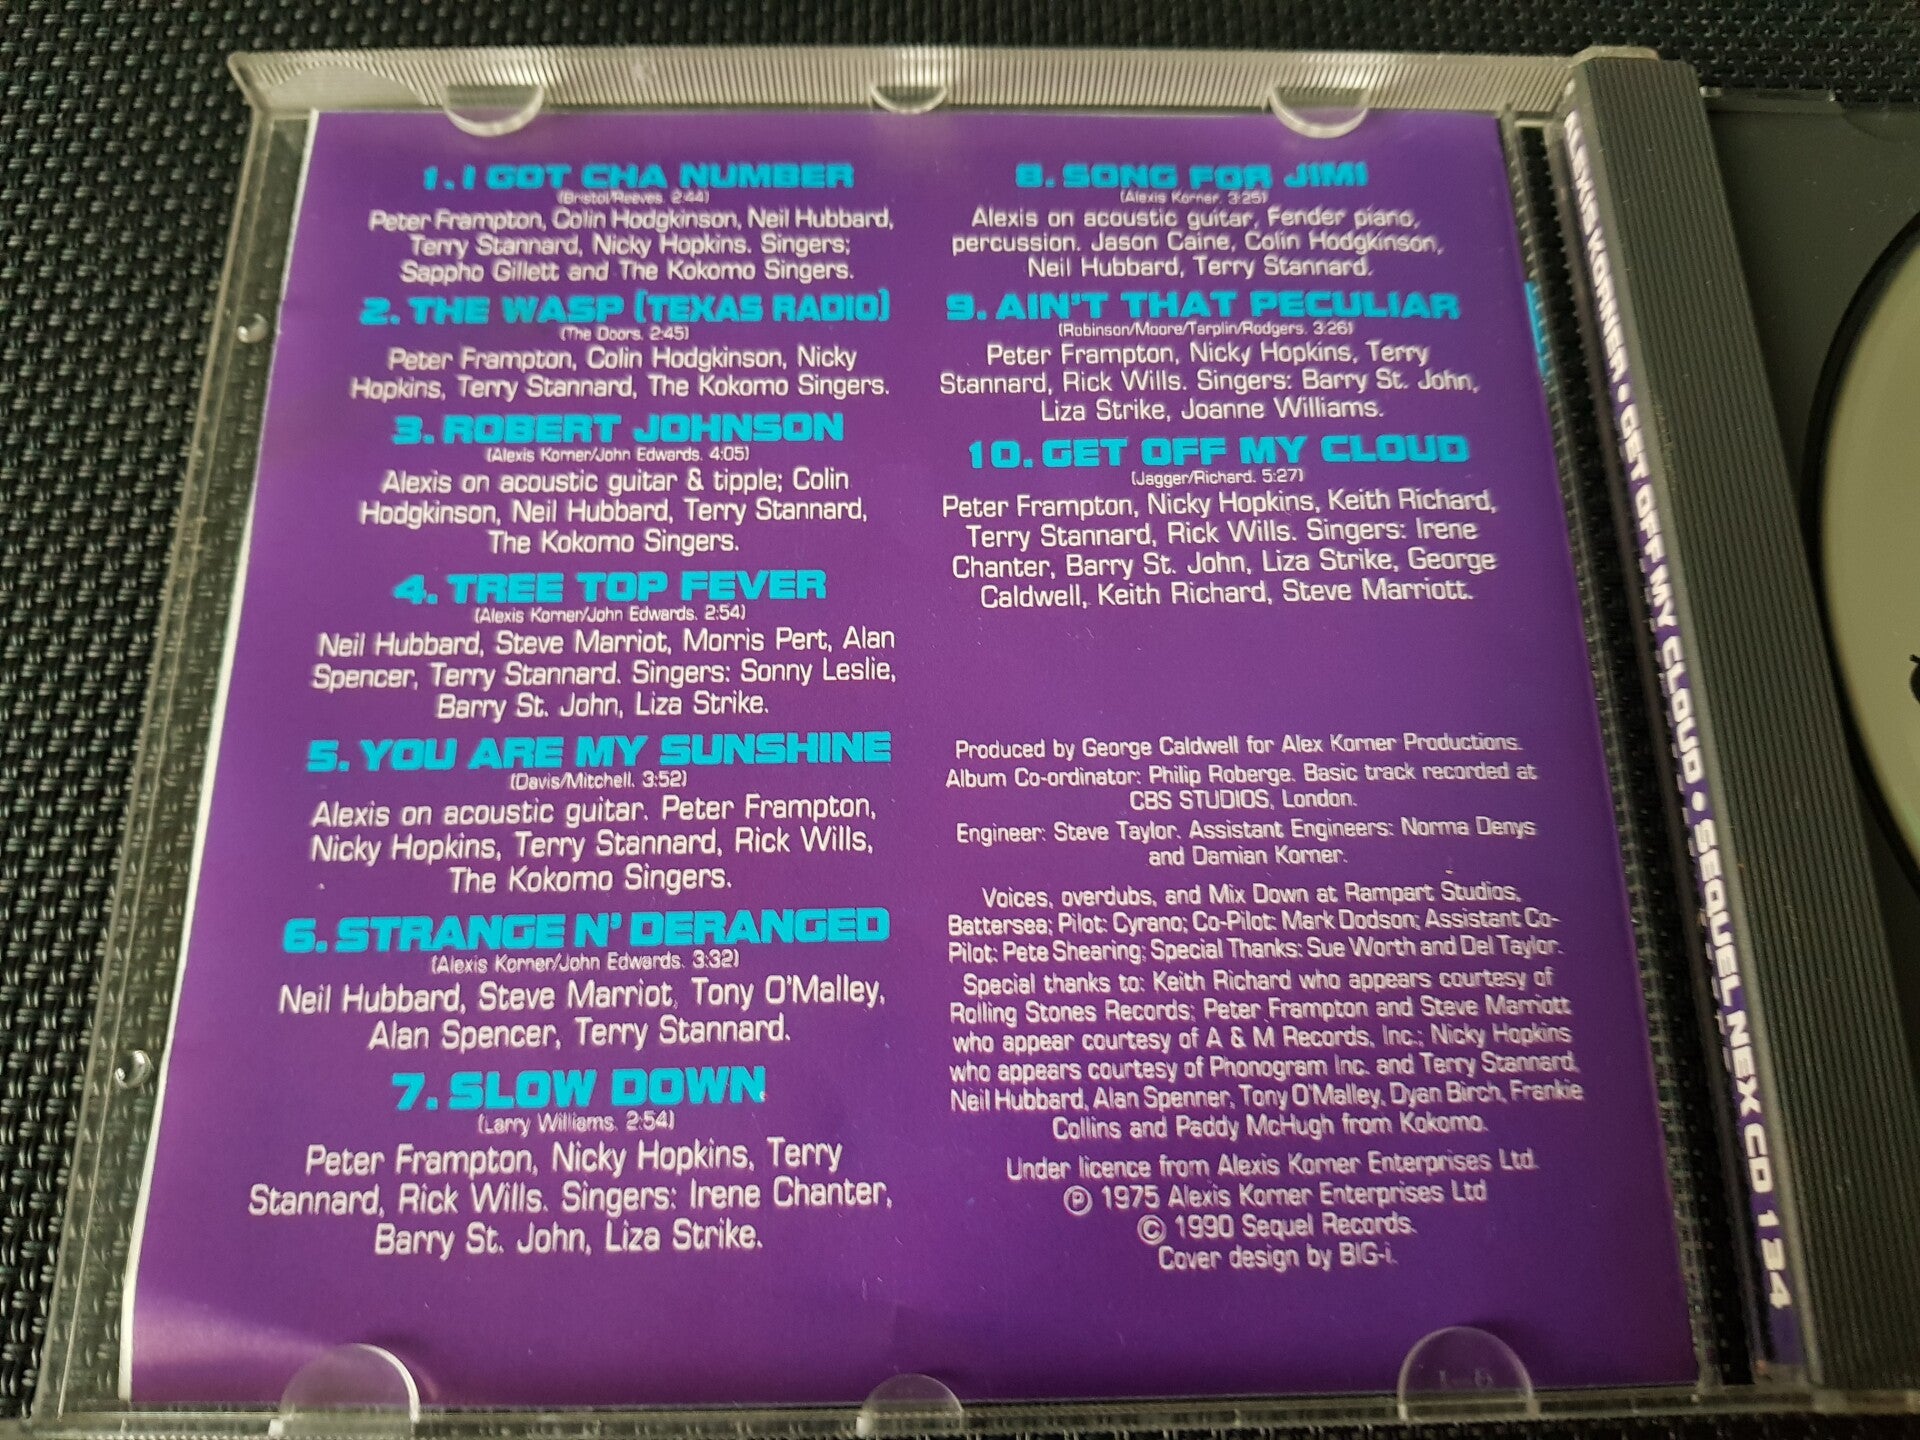 1. I GOT CHA NUMBER
(Bristol/Reeves. 2:44)
Peter Frampton, Colin Hodgkinson, Neil Hubbard,
Terry Stannard, Nicky Hopkins. Singers;
Sappho Gillett and The Kokomo Singers.
2. THE WASP (TEXAS RADIO)
(The Doors. 2:45)
Peter Frampton, Colin Hodgkinson, Nicky
Hopkins, Terry Stannard, The Kokomo Singers.
3. ROBERT JOHNSON
(Alexis Korner/John Edwards. 4:05)
Alexis on acoustic guitar & tipple; Colin
Hodgkinson, Neil Hubbard, Terry Stannard,
The Kokomo Singers.
4. TREE TOP FEVER
(Alexis Korner/John Edwards. 2:54)
Neil Hubbard, Steve Marriot, Morris Pert, Alan
Spencer, Terry Stannard. Singers: Sonny Leslie,
Barry St. John, Liza Strike.
5. YOU ARE MY SUNSHINE
(Davis/Mitchell. 3:52)
Alexis on acoustic guitar. Peter Frampton,
Nicky Hopkins, Terry Stannard, Rick Wills,
The Kokomo Singers.
6. STRANGE N' DERANGED
(Alexis Korner/John Edwards. 3:32)
Neil Hubbard, Steve Marriot, Tony O'Malley,
Alan Spencer, Terry Stannard.
7. SLOW DOWN
(Larry Williams. 2:54)
Peter Frampton, Nicky Hopkins, Terry
Stannard, Rick Wills. Singers: Irene Chanter,
Barry St. John, Liza Strike.
8. SONG FOR JIMI
(Alexis Korner. 3:25)
Alexis on acoustic guitar, Fender piano,
percussion. Jason Caine, Colin Hodgkinson,
Neil Hubbard, Terry Stannard.
9. AIN'T THAT PECULIAR
(Robinson/Moore/Tarplin/Rodgers. 3:26)
Peter Frampton, Nicky Hopkins, Terry
Stannard, Rick Wills. Singers: Barry St. John,
Liza Strike, Joanne Williams.
10. GET OFF MY CLOUD
(Jagger/Richard. 5:27)
Peter Frampton, Nicky Hopkins, Keith Richard,
Terry Stannard, Rick Wills. Singers: Irene
Chanter, Barry St. John, Liza Strike, George
Caldwell, Keith Richard, Steve Marriott.
Produced by George Caldwell for Alex Korner Productions.
Album Co-ordinator: Philip Roberge. Basic track recorded at
CBS STUDIOS, London.
Engineer: Steve Taylor. Assistant Engineers: Norma Denys
and Damian Korner.
Voices, overdubs, and Mix Down at Rampart Studios,
Battersea; Pilot: Cyrano; Co-Pilot: Mark Dodson; Assistant Co-
Pilot: Pete Shearing; Special Thanks: Sue Worth and Del Taylor.
Special thanks to: Keith Richard who appears courtesy of
Rolling Stones Records; Peter Frampton and Steve Marriott
who appear courtesy of A & M Records, Inc.; Nicky Hopkins
who appears courtesy of Phonogram Inc. and Terry Stannard,
Neil Hubbard, Alan Spenner, Tony O'Malley, Dyan Birch, Frankie
Collins and Paddy McHugh from Kokomo.
Under licence from Alexis Korner Enterprises Ltd.
℗ 1975 Alexis Korner Enterprises Ltd
© 1990 Sequel Records.
Cover design by BIG-i.
ALEXIS KORNER • GET OFF MY CLOUD • SEQUEL NEX CD 134